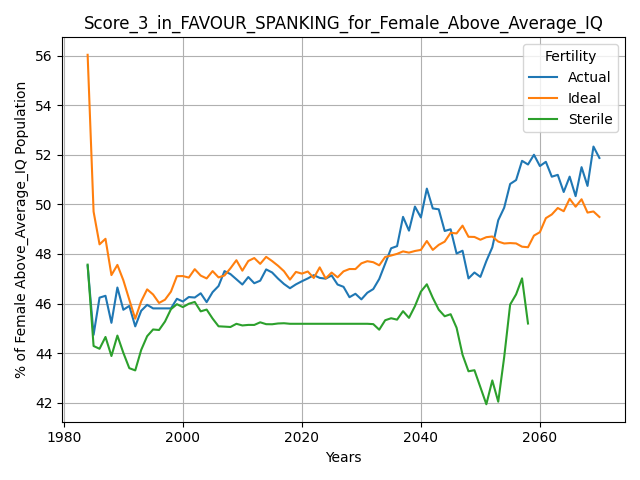 Score_3_in_FAVOUR_SPANKING_for_Female_Above_Average_IQ
% of Female Above_Average_IQ Population
56
54
52
50
48
46
44
42
1980
2000
2020
2040
2060
Years
Fertility
Actual
Ideal
Sterile